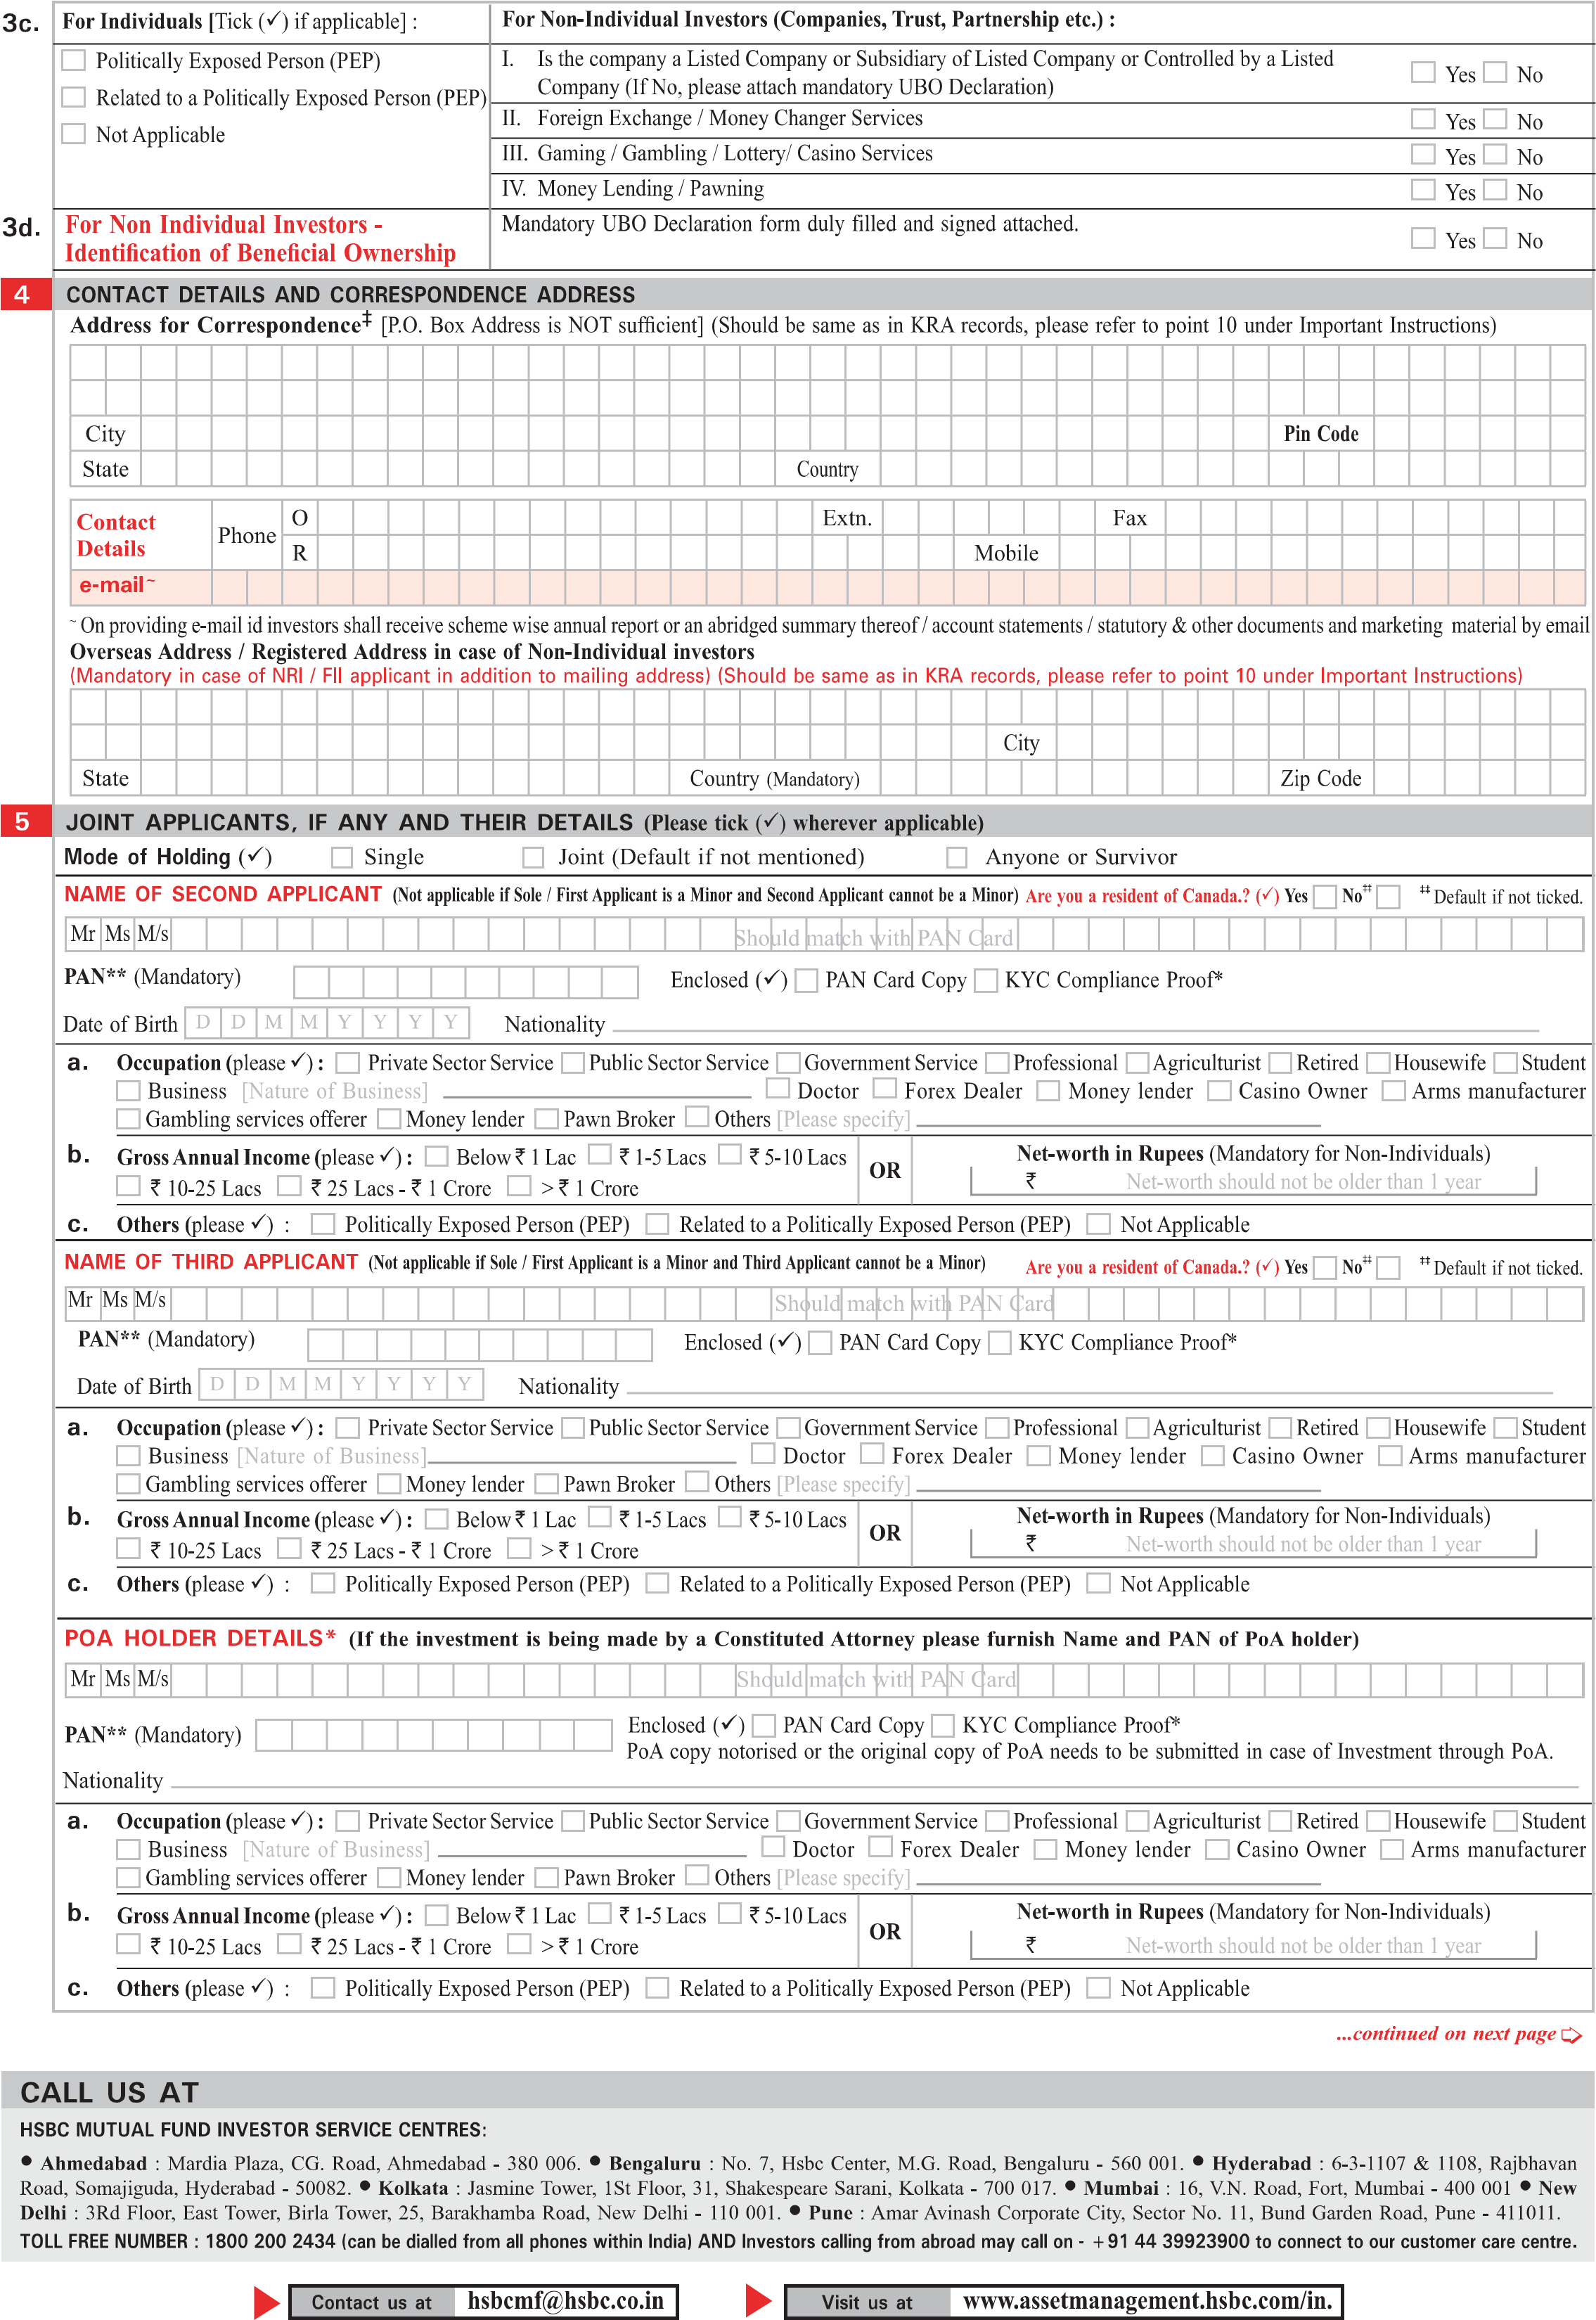 3c. For Individuals [Tick (✓) if applicable] :
Politically Exposed Person (PEP)
Related to a Politically Exposed Person (PEP)
Not Applicable
For Non-Individual Investors (Companies, Trust, Partnership etc.) :
I. Is the company a Listed Company or Subsidiary of Listed Company or Controlled by a Listed
Company (If No, please attach mandatory UBO Declaration) Yes No
II. Foreign Exchange / Money Changer Services Yes No
III. Gaming / Gambling / Lottery/ Casino Services Yes No
IV. Money Lending / Pawning Yes No
3d. For Non Individual Investors -
Identification of Beneficial Ownership
Mandatory UBO Declaration form duly filled and signed attached. Yes No
4 CONTACT DETAILS AND CORRESPONDENCE ADDRESS
Address for Correspondence‡ [P.O. Box Address is NOT sufficient] (Should be same as in KRA records, please refer to point 10 under Important Instructions)
City Pin Code
State Country
Contact
Details
Phone
O Extn. Fax
R Mobile
e-mail~
~ On providing e-mail id investors shall receive scheme wise annual report or an abridged summary thereof / account statements / statutory & other documents and marketing material by email
Overseas Address / Registered Address in case of Non-Individual investors
(Mandatory in case of NRI / FII applicant in addition to mailing address) (Should be same as in KRA records, please refer to point 10 under Important Instructions)
City
State Country (Mandatory) Zip Code
5 JOINT APPLICANTS, IF ANY AND THEIR DETAILS (Please tick (✓) wherever applicable)
Mode of Holding (✓) Single Joint (Default if not mentioned) Anyone or Survivor
NAME OF SECOND APPLICANT (Not applicable if Sole / First Applicant is a Minor and Second Applicant cannot be a Minor) Are you a resident of Canada.? (✓) Yes No‡‡ ‡‡ Default if not ticked.
Mr Ms M/s Should match with PAN Card
PAN** (Mandatory) Enclosed (✓) PAN Card Copy KYC Compliance Proof*
Date of Birth D D M M Y Y Y Y Nationality
a. Occupation (please ✓) : Private Sector Service Public Sector Service Government Service Professional Agriculturist Retired Housewife Student
Business [Nature of Business] Doctor Forex Dealer Money lender Casino Owner Arms manufacturer
Gambling services offerer Money lender Pawn Broker Others [Please specify]
b. Gross Annual Income (please ✓) : Below ₹ 1 Lac ₹ 1-5 Lacs ₹ 5-10 Lacs
₹ 10-25 Lacs ₹ 25 Lacs - ₹ 1 Crore > ₹ 1 Crore
OR
Net-worth in Rupees (Mandatory for Non-Individuals)
₹ Net-worth should not be older than 1 year
c. Others (please ✓) : Politically Exposed Person (PEP) Related to a Politically Exposed Person (PEP) Not Applicable
NAME OF THIRD APPLICANT (Not applicable if Sole / First Applicant is a Minor and Third Applicant cannot be a Minor) Are you a resident of Canada.? (✓) Yes No‡‡ ‡‡ Default if not ticked.
Mr Ms M/s Should match with PAN Card
PAN** (Mandatory) Enclosed (✓) PAN Card Copy KYC Compliance Proof*
Date of Birth D D M M Y Y Y Y Nationality
a. Occupation (please ✓) : Private Sector Service Public Sector Service Government Service Professional Agriculturist Retired Housewife Student
Business [Nature of Business] Doctor Forex Dealer Money lender Casino Owner Arms manufacturer
Gambling services offerer Money lender Pawn Broker Others [Please specify]
b. Gross Annual Income (please ✓) : Below ₹ 1 Lac ₹ 1-5 Lacs ₹ 5-10 Lacs
₹ 10-25 Lacs ₹ 25 Lacs - ₹ 1 Crore > ₹ 1 Crore
OR
Net-worth in Rupees (Mandatory for Non-Individuals)
₹ Net-worth should not be older than 1 year
c. Others (please ✓) : Politically Exposed Person (PEP) Related to a Politically Exposed Person (PEP) Not Applicable
POA HOLDER DETAILS* (If the investment is being made by a Constituted Attorney please furnish Name and PAN of PoA holder)
Mr Ms M/s Should match with PAN Card
PAN** (Mandatory) Enclosed (✓) PAN Card Copy KYC Compliance Proof*
PoA copy notorised or the original copy of PoA needs to be submitted in case of Investment through PoA.
Nationality
a. Occupation (please ✓) : Private Sector Service Public Sector Service Government Service Professional Agriculturist Retired Housewife Student
Business [Nature of Business] Doctor Forex Dealer Money lender Casino Owner Arms manufacturer
Gambling services offerer Money lender Pawn Broker Others [Please specify]
b. Gross Annual Income (please ✓) : Below ₹ 1 Lac ₹ 1-5 Lacs ₹ 5-10 Lacs
₹ 10-25 Lacs ₹ 25 Lacs - ₹ 1 Crore > ₹ 1 Crore
OR
Net-worth in Rupees (Mandatory for Non-Individuals)
₹ Net-worth should not be older than 1 year
c. Others (please ✓) : Politically Exposed Person (PEP) Related to a Politically Exposed Person (PEP) Not Applicable
...continued on next page
CALL US AT
HSBC MUTUAL FUND INVESTOR SERVICE CENTRES:
● Ahmedabad : Mardia Plaza, CG. Road, Ahmedabad - 380 006. ● Bengaluru : No. 7, Hsbc Center, M.G. Road, Bengaluru - 560 001. ● Hyderabad : 6-3-1107 & 1108, Rajbhavan
Road, Somajiguda, Hyderabad - 50082. ● Kolkata : Jasmine Tower, 1St Floor, 31, Shakespeare Sarani, Kolkata - 700 017. ● Mumbai : 16, V.N. Road, Fort, Mumbai - 400 001 ● New
Delhi : 3Rd Floor, East Tower, Birla Tower, 25, Barakhamba Road, New Delhi - 110 001. ● Pune : Amar Avinash Corporate City, Sector No. 11, Bund Garden Road, Pune - 411011.
TOLL FREE NUMBER : 1800 200 2434 (can be dialled from all phones within India) AND Investors calling from abroad may call on - +91 44 39923900 to connect to our customer care centre.
Contact us at hsbcmf@hsbc.co.in Visit us at www.assetmanagement.hsbc.com/in.